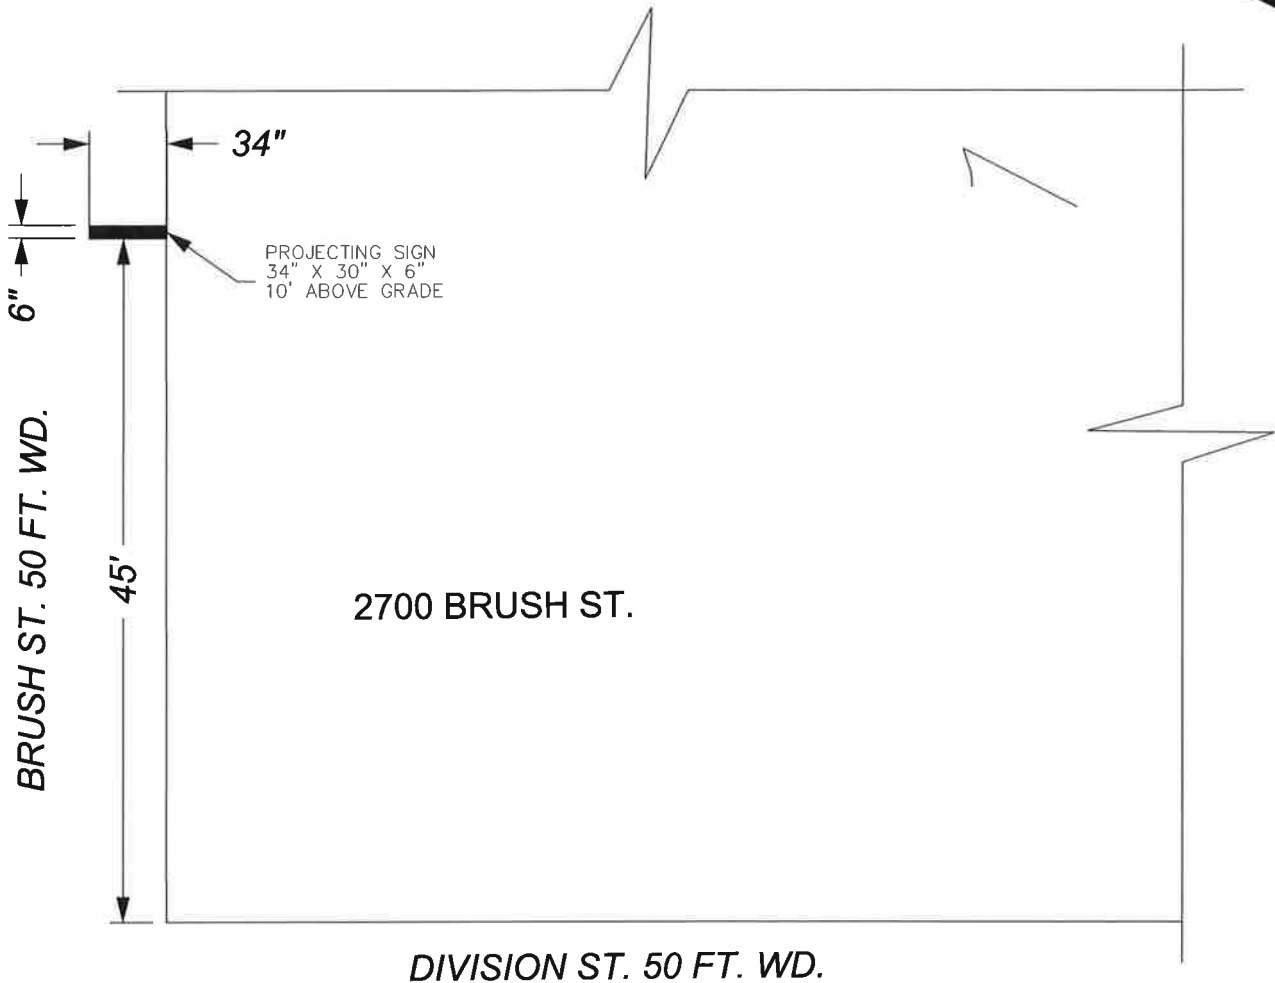 34"
PROJECTING SIGN
34" X 30" X 6"
10' ABOVE GRADE
6"
BRUSH ST. 50 FT. WD.
45'
2700 BRUSH ST.
DIVISION ST. 50 FT. WD.